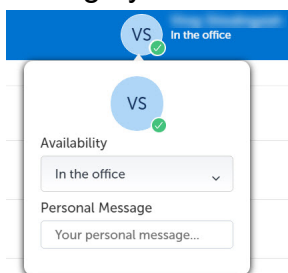 VS
In the office
VS
Availability
In the office
Personal Message
Your personal message...